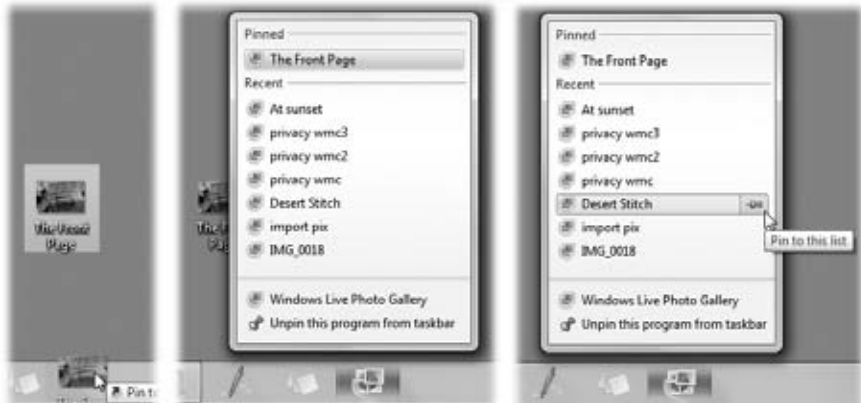 The Front
Page
Pin t
Pinned
The Front Page
Recent
At sunset
privacy wmc3
privacy wmc2
privacy wmc
Desert Stitch
import pix
IMG_0018
Windows Live Photo Gallery
Unpin this program from taskbar
Pinned
The Front Page
Recent
At sunset
privacy wmc3
privacy wmc2
privacy wmc
Desert Stitch
import pix
IMG_0018
Pin to this list
Windows Live Photo Gallery
Unpin this program from taskbar